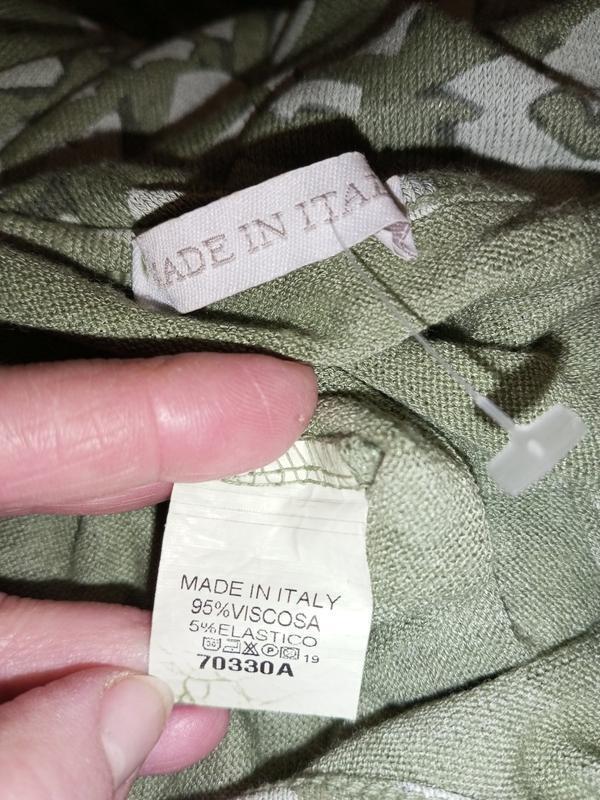 MADE IN ITA
MADE IN ITALY
95%VISCOSA
5%ELASTICO
19
70330A